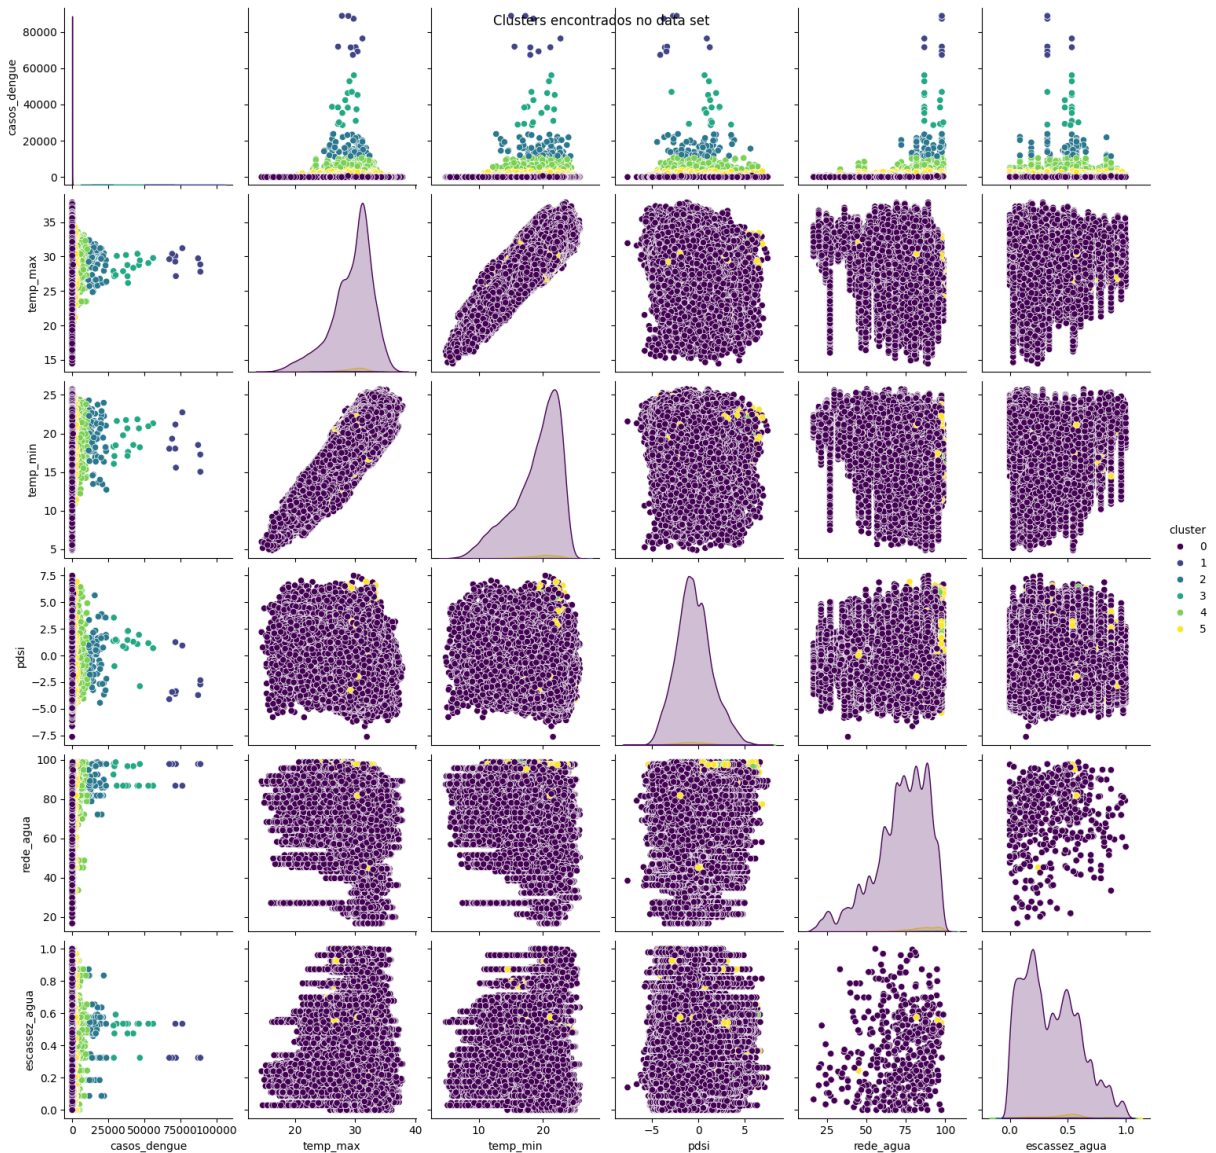 Clusters encontrados no data set
80000
60000
40000
20000
0
casos_dengue
35
30
25
20
15
temp_max
25
20
15
10
5
temp_min
7.5
5.0
2.5
0.0
−2.5
−5.0
−7.5
pdsi
100
80
60
40
20
rede_agua
1.0
0.8
0.6
0.4
0.2
0.0
escassez_agua
0 25000 50000 75000 100000
casos_dengue
20 30 40
temp_max
10 20
temp_min
−5 0 5
pdsi
25 50 75 100
rede_agua
0.0 0.5 1.0
escassez_agua
cluster
0
1
2
3
4
5